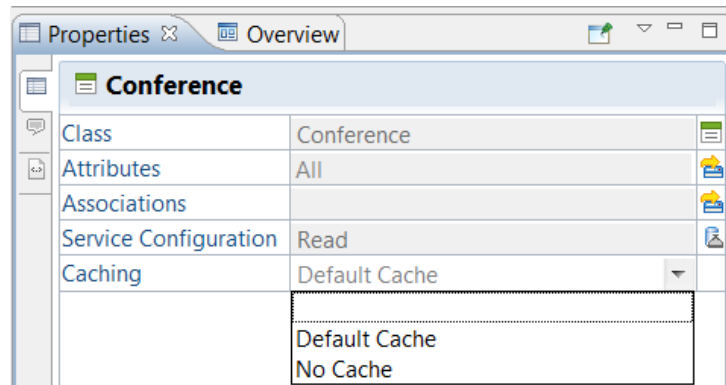 Properties Overview
Conference
Class Conference
Attributes All
Associations
Service Configuration Read
Caching Default Cache
Default Cache
No Cache